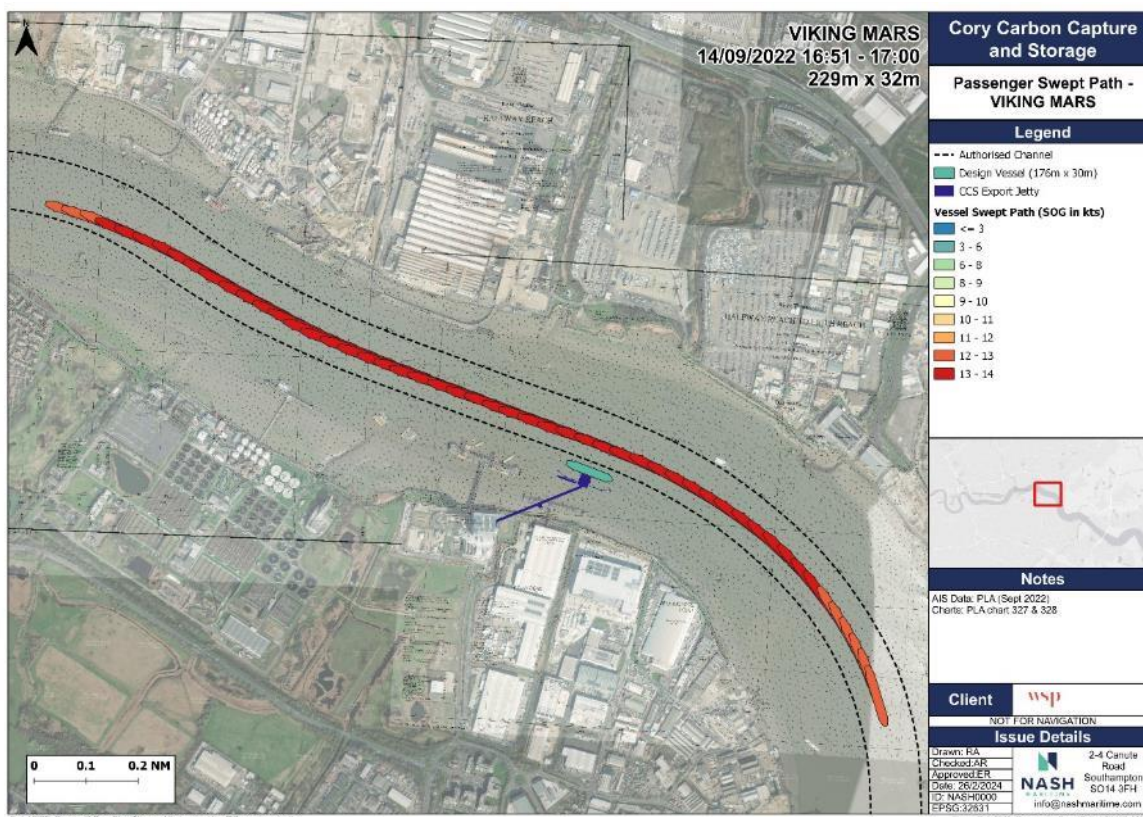 VIKING MARS
14/09/2022 16:51 - 17:00
229m x 32m
HALFWAY REACH
0 0.1 0.2 NM
Cory Carbon Capture
and Storage
Passenger Swept Path -
VIKING MARS
Legend
Authorised Channel
Design Vessel (176m x 30m)
CCS Export Jetty
Vessel Swept Path (SOG in kts)
<= 3
3 - 6
6 - 8
8 - 9
9 - 10
10 - 11
11 - 12
12 - 13
13 - 14
Notes
AIS Data: PLA (Sept 2022)
Charts: PLA chart 327 & 328
Client
wsp
NOT FOR NAVIGATION
Issue Details
Drawn: RA
Checked:AR
Approved:ER
Date: 26/2/2024
ID: NASH0000
EPSG:32631
NASH
MARITIME
2-4 Canute
Road
Southampton
SO14 3FH
info@nashmaritime.com